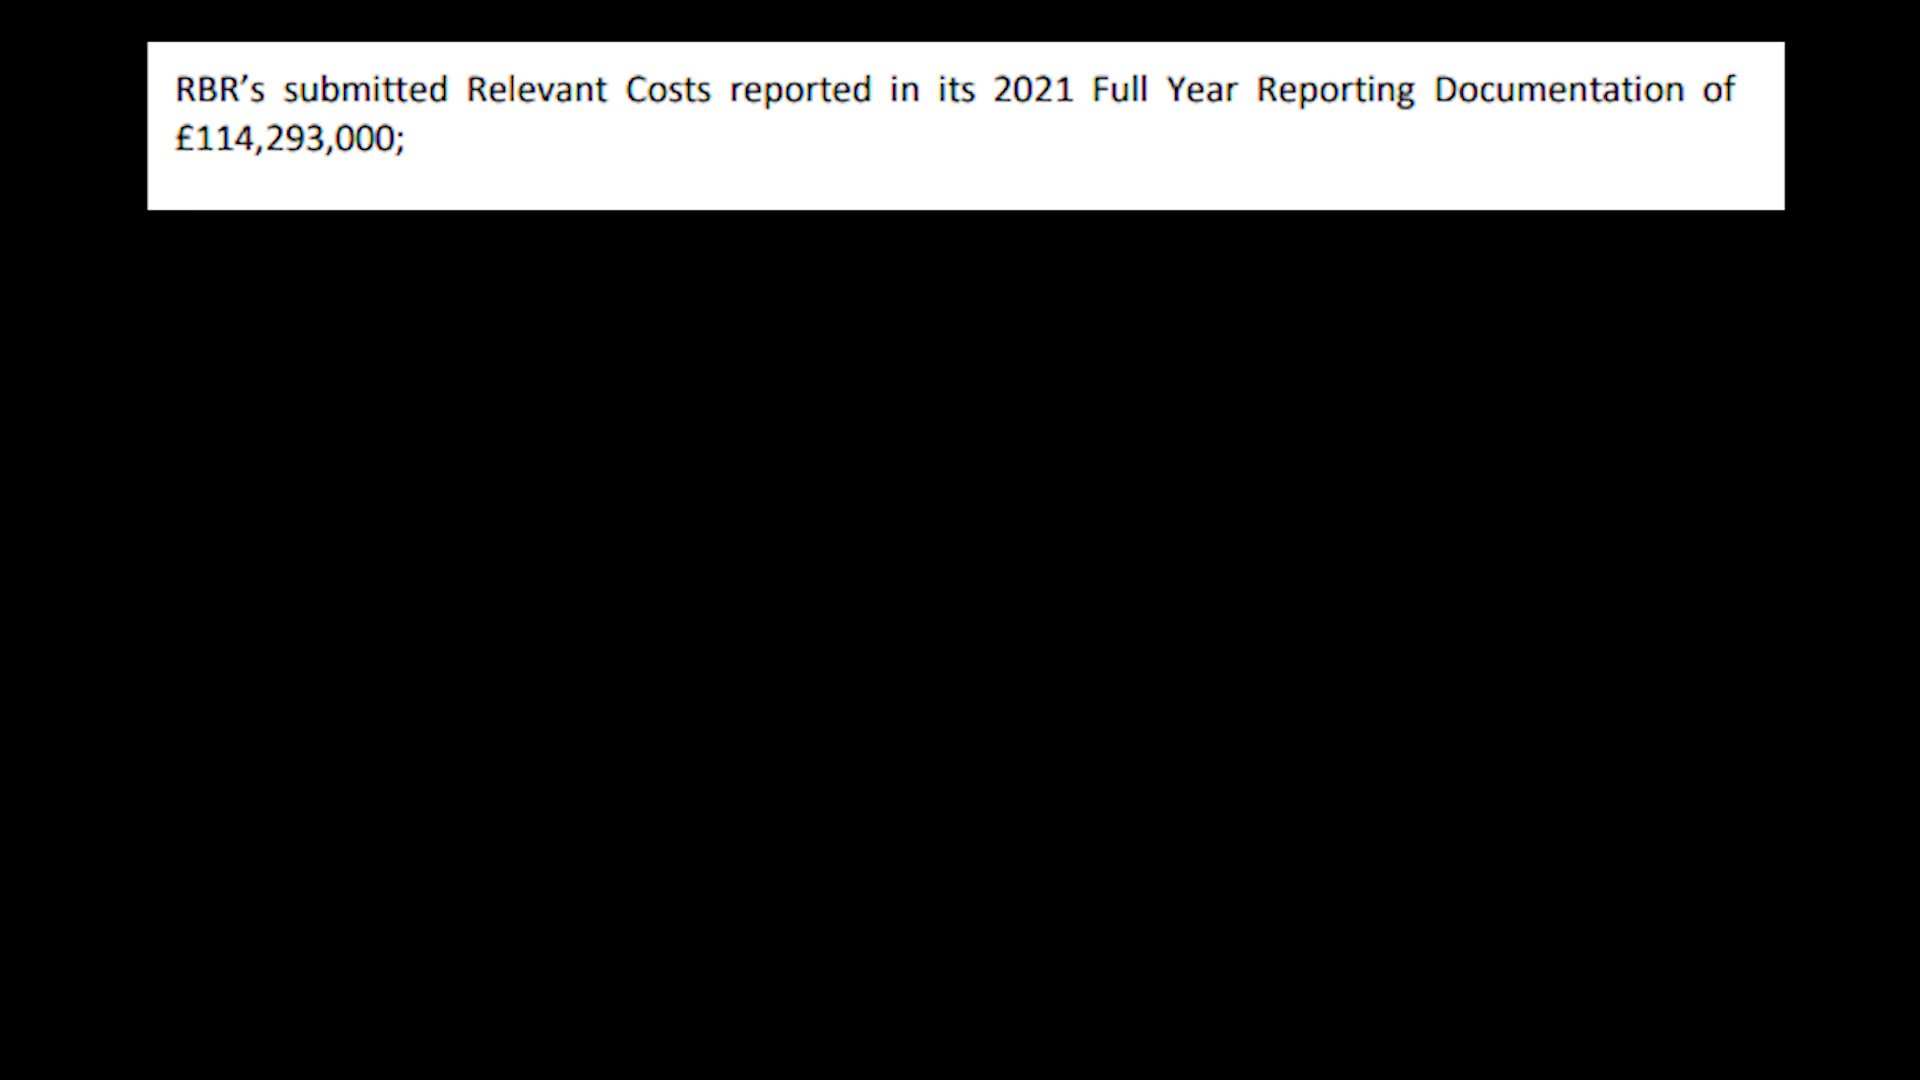 RBR’s submitted Relevant Costs reported in its 2021 Full Year Reporting Documentation of
£114,293,000;